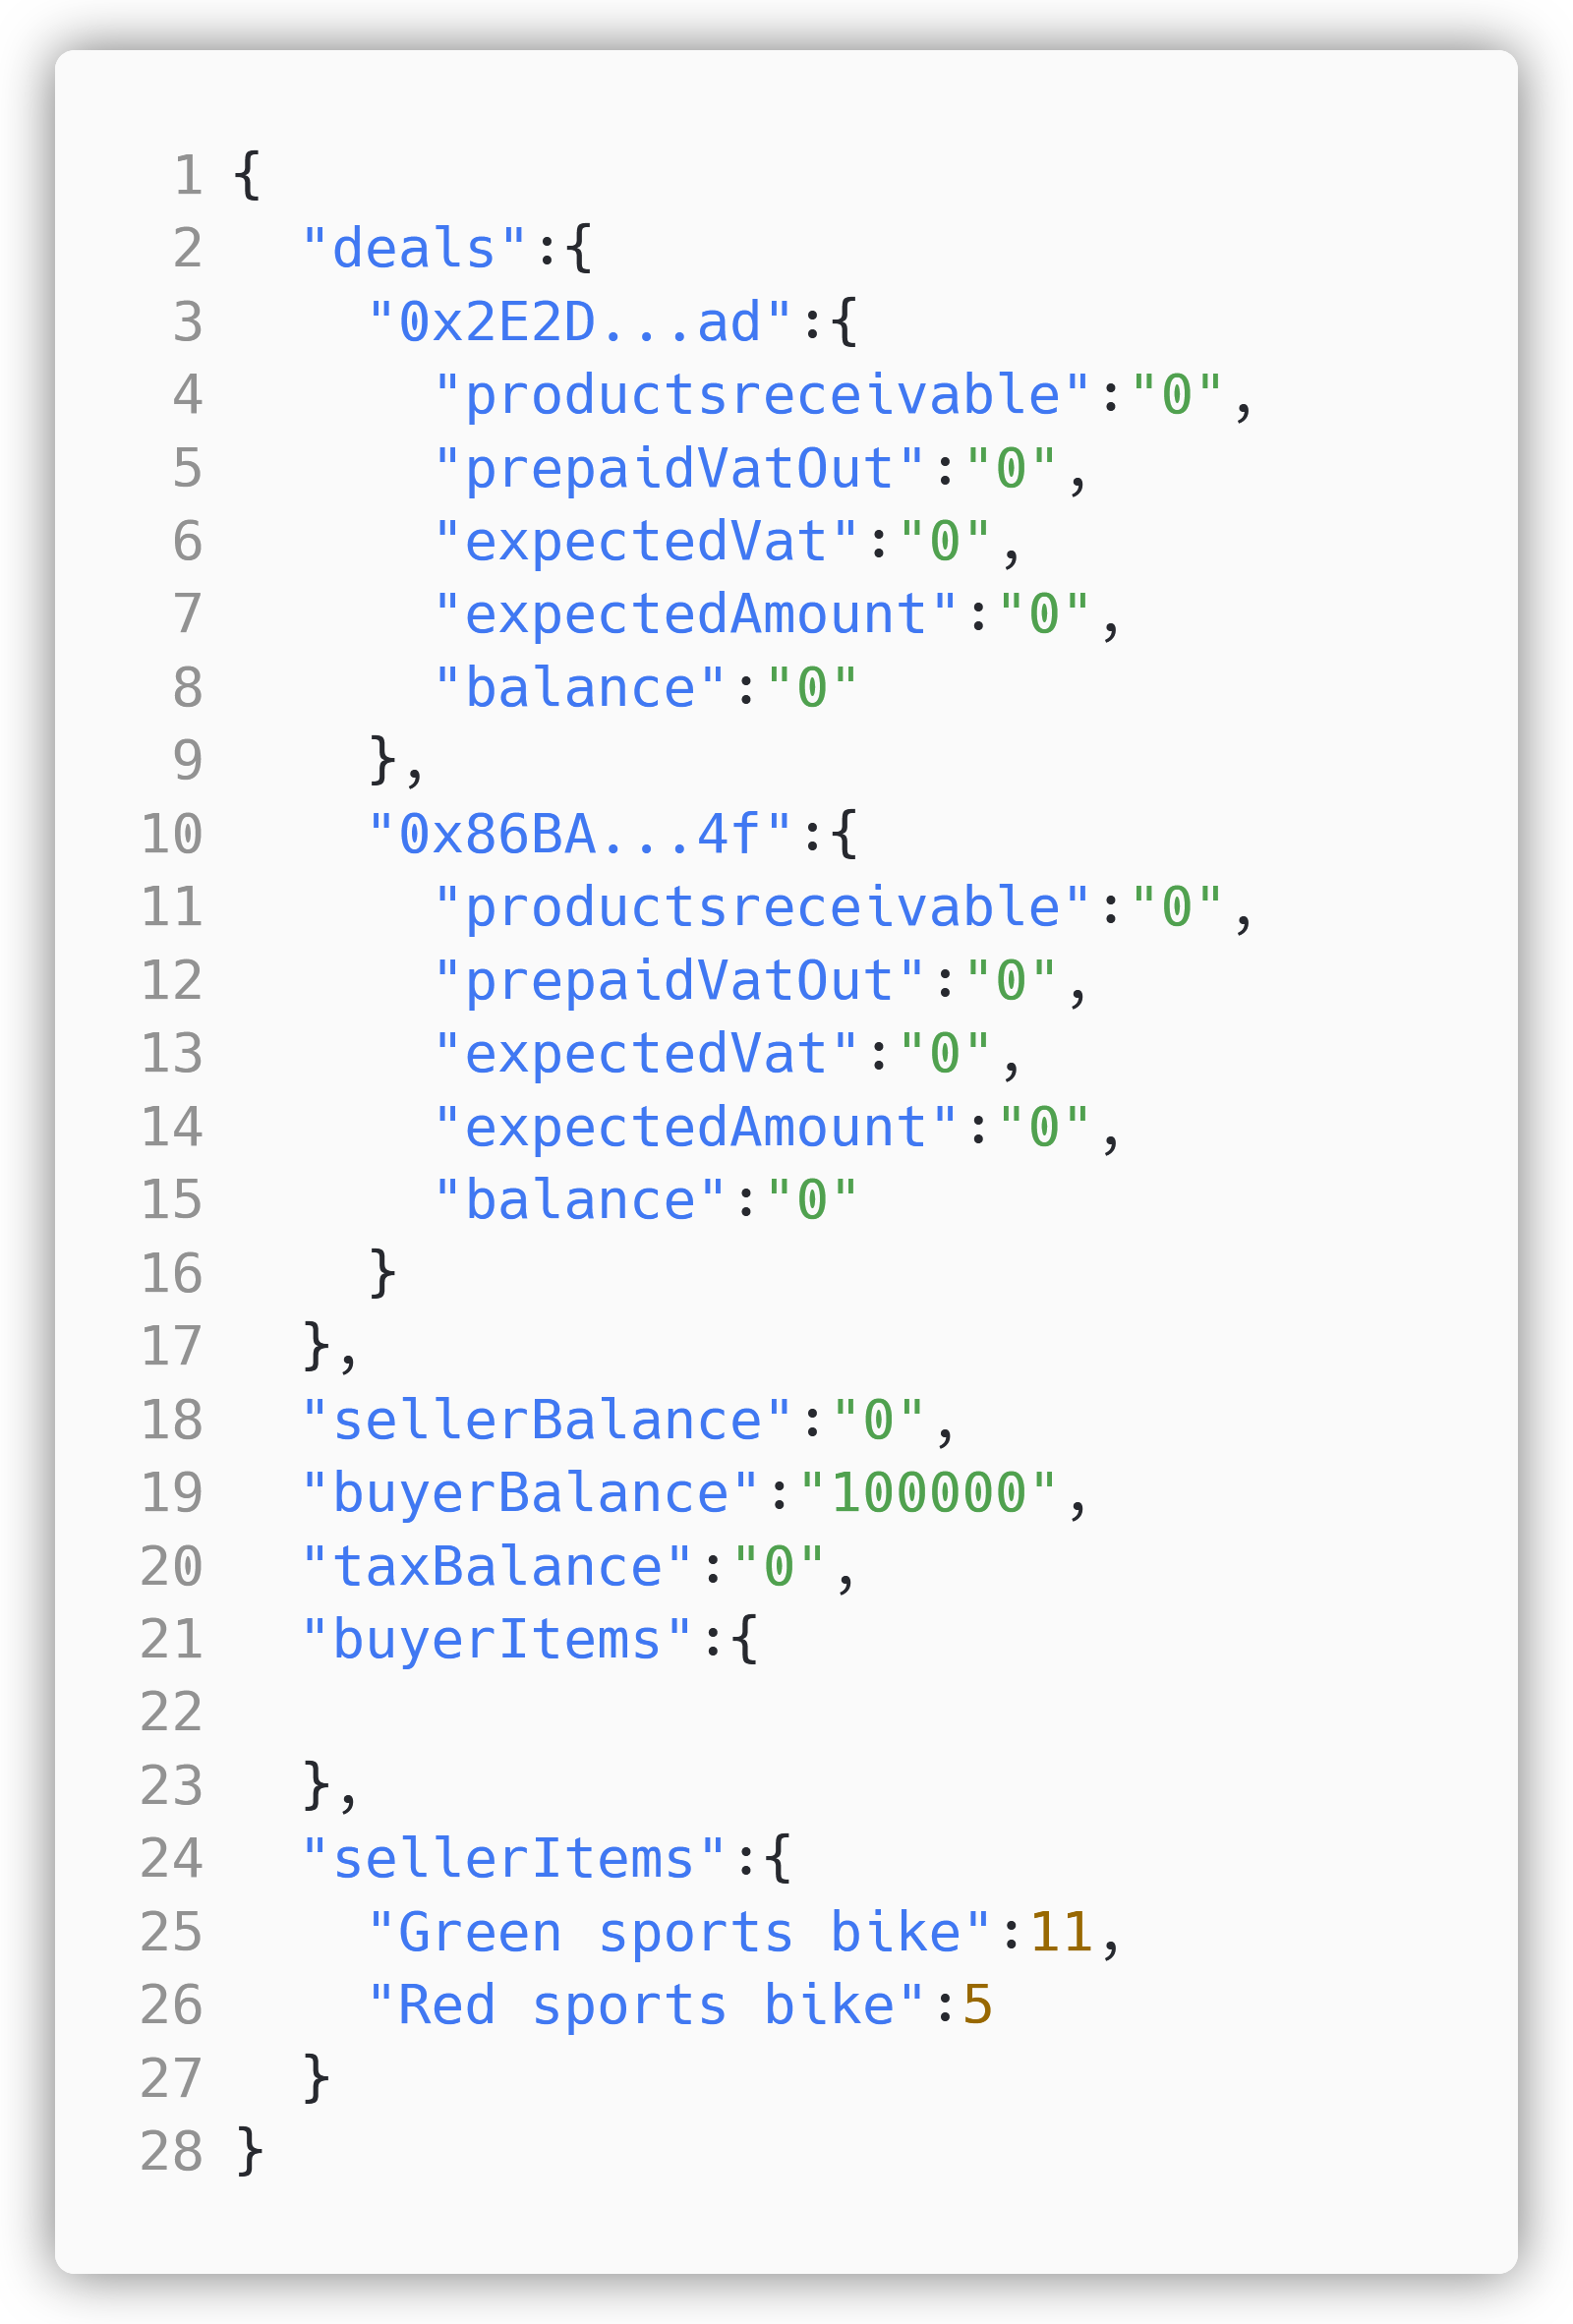 1 {
2   "deals":{
3     "0x2E2D...ad":{
4       "productsreceivable":"0",
5       "prepaidVatOut":"0",
6       "expectedVat":"0",
7       "expectedAmount":"0",
8       "balance":"0"
9     },
10     "0x86BA...4f":{
11       "productsreceivable":"0",
12       "prepaidVatOut":"0",
13       "expectedVat":"0",
14       "expectedAmount":"0",
15       "balance":"0"
16     }
17   },
18   "sellerBalance":"0",
19   "buyerBalance":"100000",
20   "taxBalance":"0",
21   "buyerItems":{
22
23   },
24   "sellerItems":{
25     "Green sports bike":11,
26     "Red sports bike":5
27   }
28 }